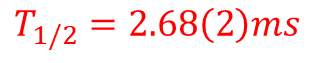 T1/2 = 2.68(2)ms